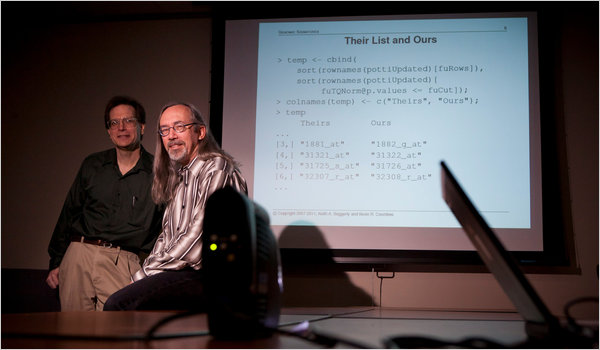 Genomic Signatures
Their List and Ours
> temp <- cbind(
sort(rownames(pottiUpdated)[fuRows]),
sort(rownames(pottiUpdated)[
fuTQNorm@p.values <= fuCut]);
> colnames(temp) <- c("Theirs", "Ours");
> temp
Theirs Ours
...
[3,] "1881_at" "1882_g_at"
[4,] "31321_at" "31322_at"
[5,] "31725_s_at" "31726_at"
[6,] "32307_r_at" "32308_r_at"
...
© Copyright 2007-2011, Keith A. Baggerly and Kevin R. Coombes